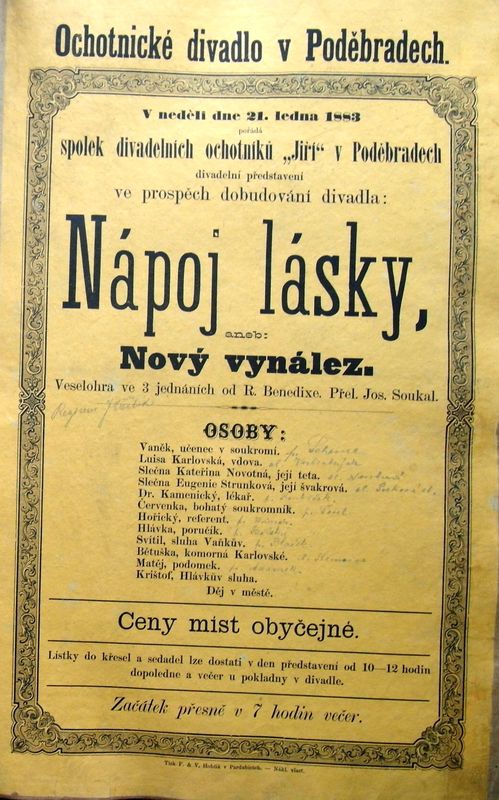 Ochotnické divadlo v Poděbradech.
V neděli dne 21. ledna 1883
pořádá
spolek divadelních ochotníků „Jiří“ v Poděbradech
divadelní představení
ve prospěch dobudování divadla:
Nápoj lásky,
aneb:
Nový vynález.
Veselohra ve 3 jednáních od R. Benedixe. Přel. Jos. Soukal.
OSOBY:
Vaněk, učenec v soukromí.
Luisa Karlovská, vdova.
Slečna Kateřina Novotná, její teta.
Slečna Eugenie Strunková, její švakrová.
Dr. Kamenický, lékař.
Červenka, bohatý soukromník.
Hořický, referent.
Hlávka, poručík.
Svítil, sluha Vaňkův.
Bětuška, komorná Karlovské.
Matěj, podomek.
Krištof, Hlávkův sluha.
Děj v městě.
Ceny míst obyčejné.
Lístky do křesel a sedadel lze dostati v den představení od 10—12 hodin
dopoledne a večer u pokladny v divadle.
Začátek přesně v 7 hodin večer.
Tisk F. & V. Hoblík v Pardubicích. — Nákl. vlast.